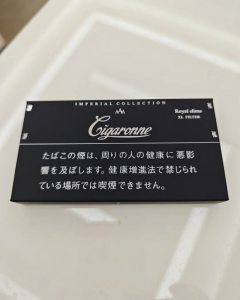 IMPERIAL COLLECTION
Cigaronne
Royal slims
XL FILTER
たばこの煙は、周りの人の健康に悪影
響を及ぼします。健康増進法で禁じられ
ている場所では喫煙できません。